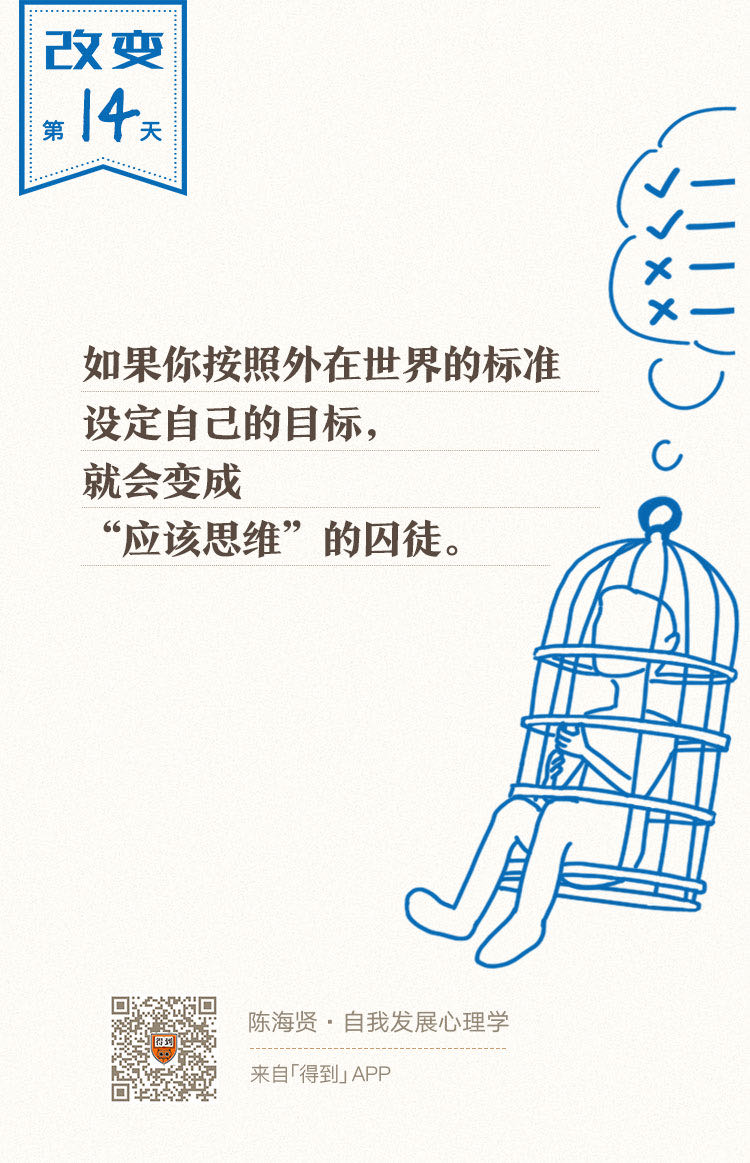 改变
第14天
如果你按照外在世界的标准
设定自己的目标，
就会变成
“应该思维”的囚徒。
得到
陈海贤·自我发展心理学
来自「得到」APP